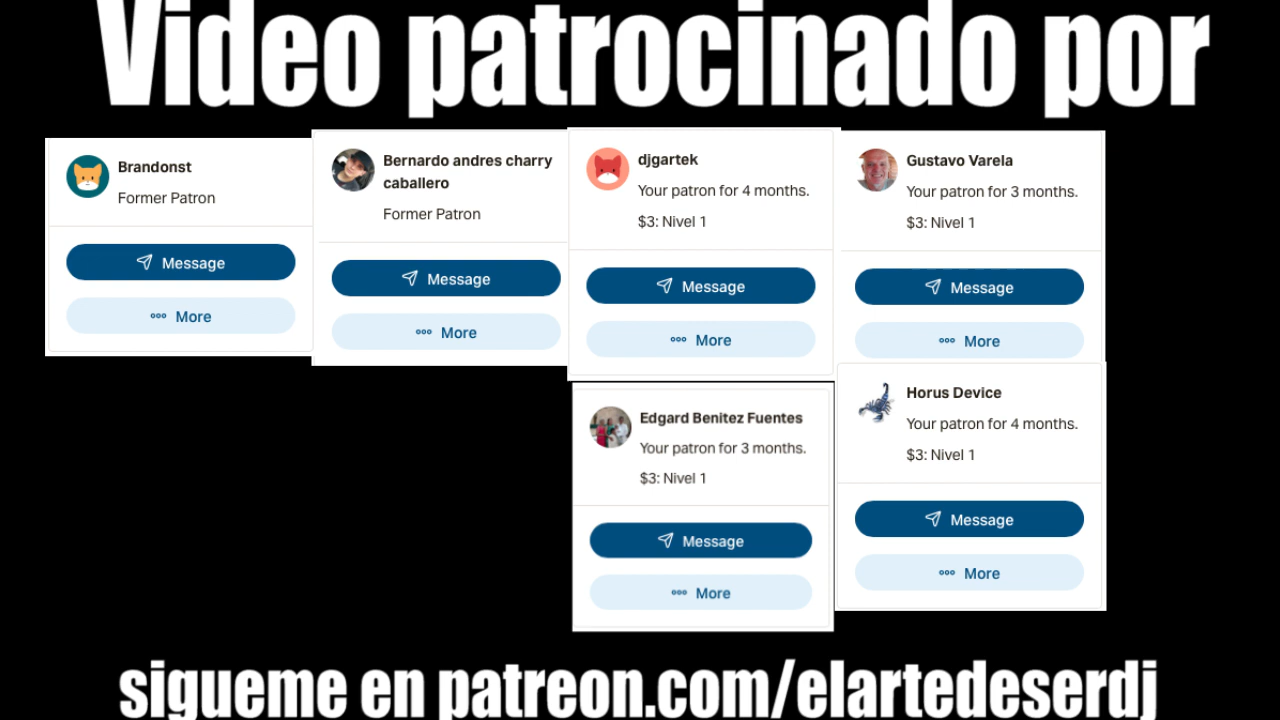 Video patrocinado por
Brandonst
Former Patron
Message
More
Bernardo andres charry
caballero
Former Patron
Message
More
djgartek
Your patron for 4 months.
$3: Nivel 1
Message
More
Gustavo Varela
Your patron for 3 months.
$3: Nivel 1
Message
More
Edgard Benitez Fuentes
Your patron for 3 months.
$3: Nivel 1
Message
More
Horus Device
Your patron for 4 months.
$3: Nivel 1
Message
More
sigueme en patreon.com/elartedeserdj